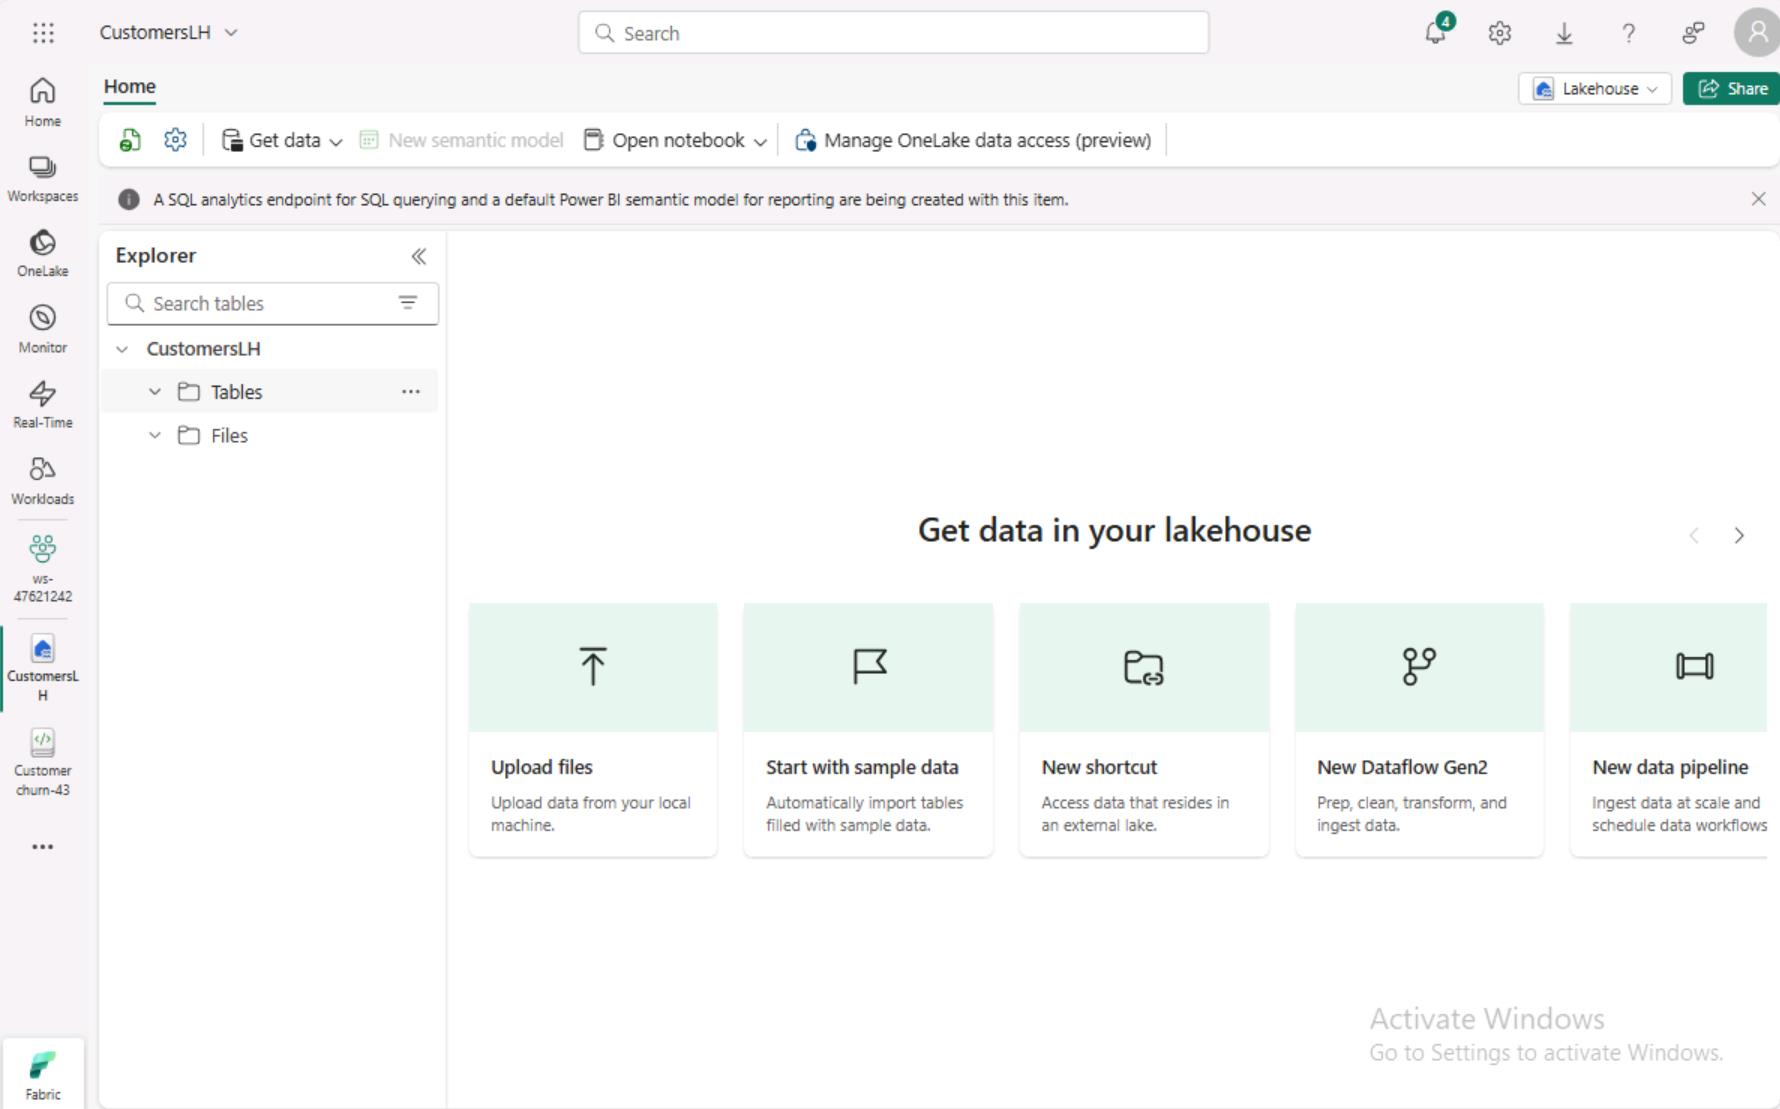 CustomersLH
Search
4
Home
Lakehouse
Share
Get data
New semantic model
Open notebook
Manage OneLake data access (preview)
A SQL analytics endpoint for SQL querying and a default Power BI semantic model for reporting are being created with this item.
Home
Workspaces
OneLake
Monitor
Real-Time
Workloads
ws-
47621242
CustomersL
H
Customer
churn-43
Fabric
Explorer
Search tables
CustomersLH
Tables
Files
Get data in your lakehouse
Upload files
Upload data from your local
machine.
Start with sample data
Automatically import tables
filled with sample data.
New shortcut
Access data that resides in
an external lake.
New Dataflow Gen2
Prep, clean, transform, and
ingest data.
New data pipeline
Ingest data at scale and
schedule data workflows
Activate Windows
Go to Settings to activate Windows.